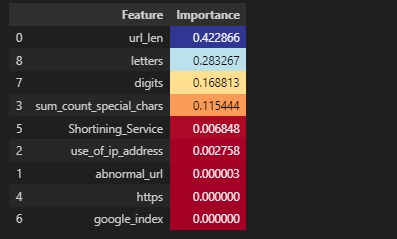 Feature Importance
0 url_len 0.422866
8 letters 0.283267
7 digits 0.168813
3 sum_count_special_chars 0.115444
5 Shortining_Service 0.006848
2 use_of_ip_address 0.002758
1 abnormal_url 0.000003
4 https 0.000000
6 google_index 0.000000